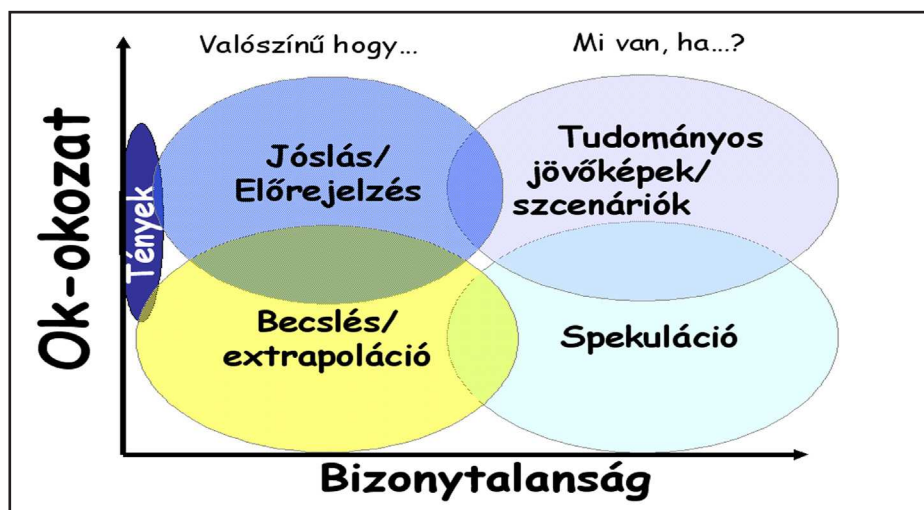 Valószínű hogy...
Mi van, ha...?
Ok-okozat
Tények
Jóslás/
Előrejelzés
Tudományos
jövőképek/
szcenáriók
Becslés/
extrapoláció
Spekuláció
Bizonytalanság